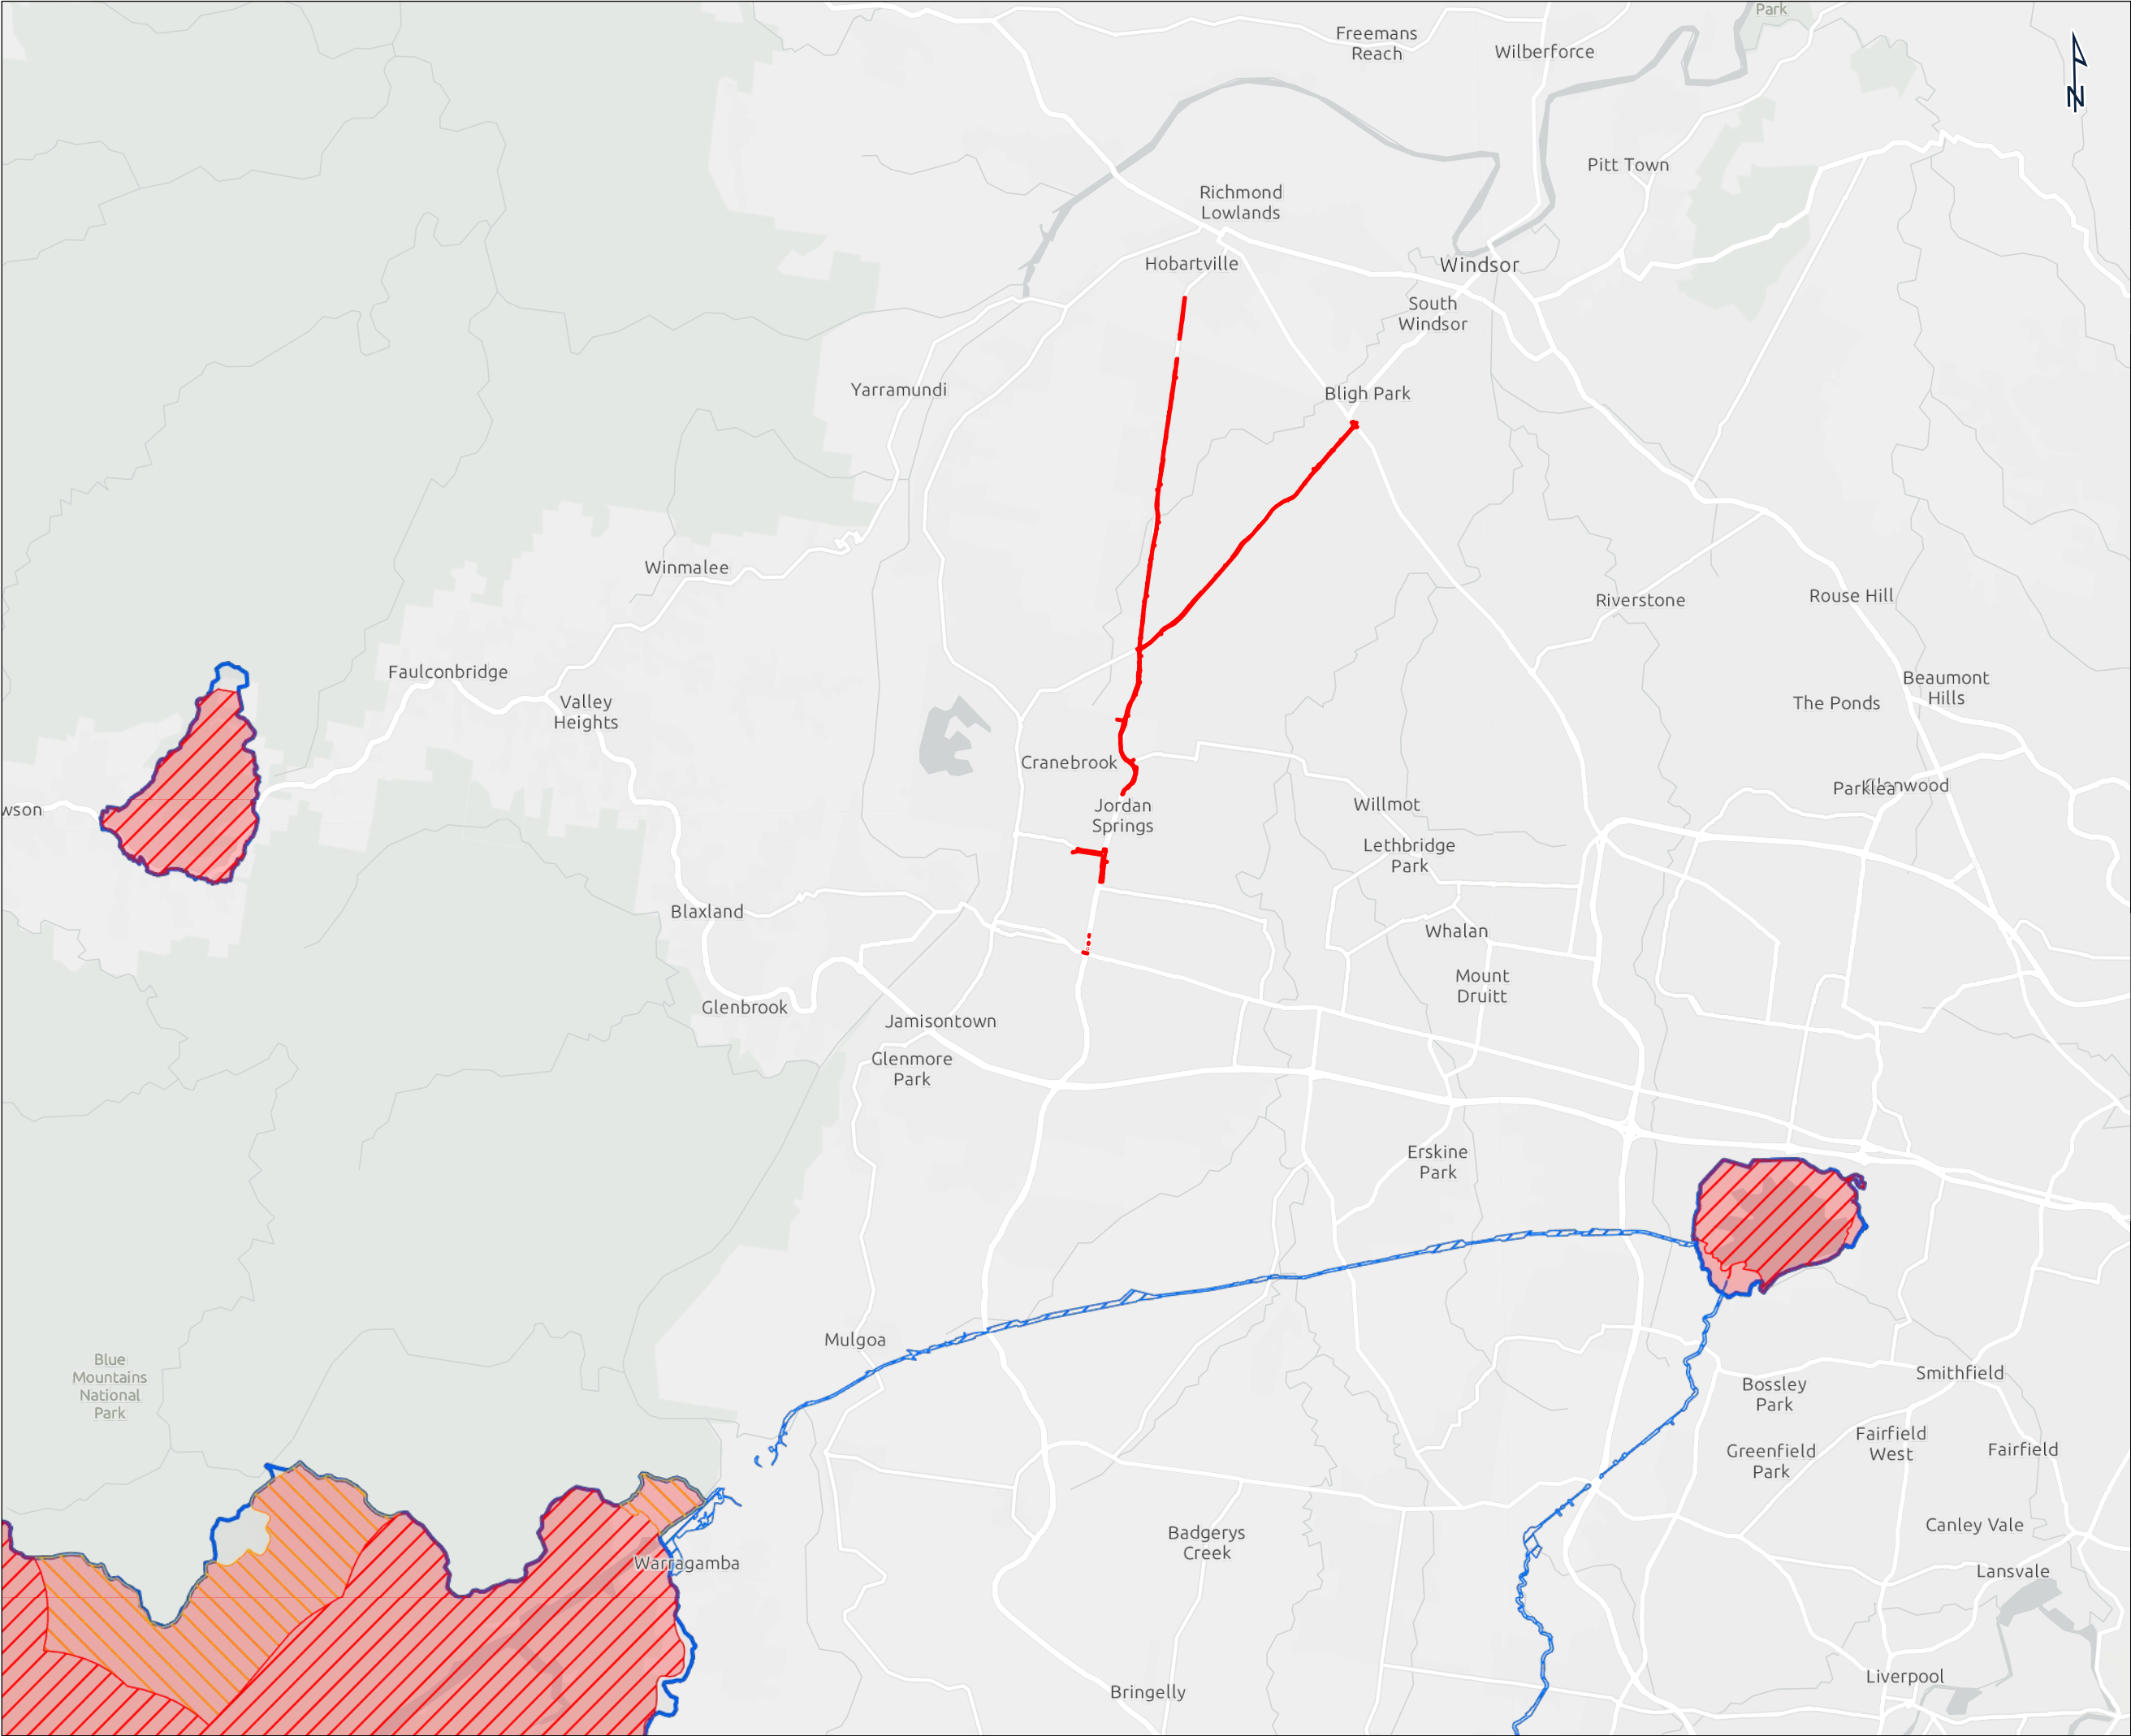 Park
Freemans
Reach
Wilberforce
N
Pitt Town
Richmond
Lowlands
Hobartville
Windsor
South
Windsor
Yarramundi
Bligh Park
Winmalee
Riverstone
Rouse Hill
Faulconbridge
Valley
Heights
Beaumont
Hills
The Ponds
Cranebrook
wson
Jordan
Springs
Willmot
Parklea
Glenwood
Lethbridge
Park
Blaxland
Whalan
Mount
Druitt
Glenbrook
Jamisontown
Glenmore
Park
Erskine
Park
Mulgoa
Blue
Mountains
National
Park
Smithfield
Bossley
Park
Fairfield
West
Fairfield
Greenfield
Park
Badgerys
Creek
Canley Vale
Warragamba
Lansvale
Liverpool
Bringelly